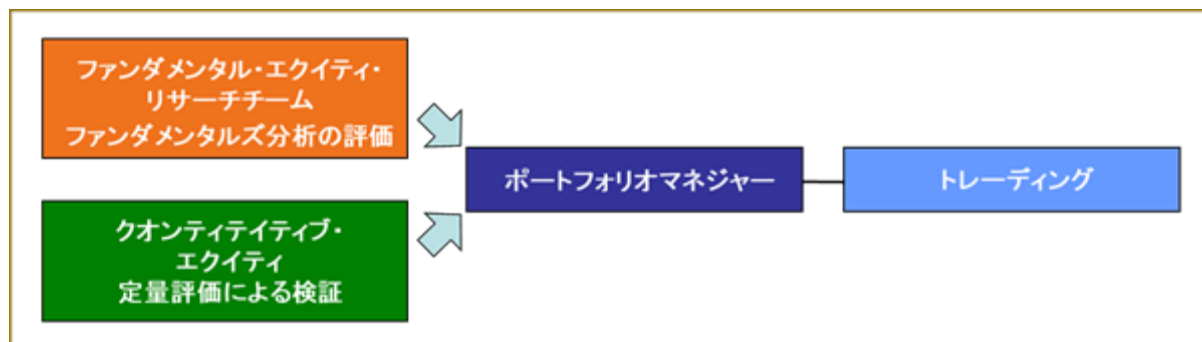 ファンダメンタル・エクイティ・
リサーチチーム
ファンダメンタルズ分析の評価
クオンティテイティブ・
エクイティ
定量評価による検証
ポートフォリオマネジャー
トレーディング